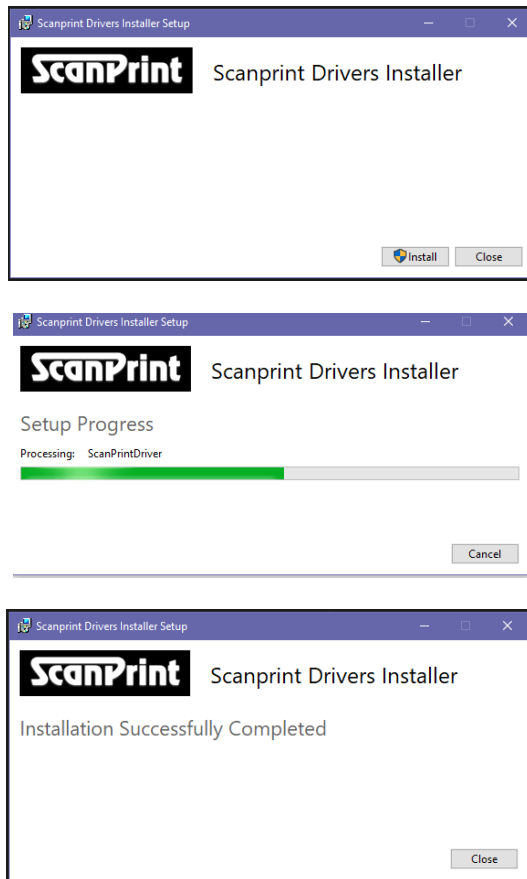 Scanprint Drivers Installer Setup
ScanPrint Scanprint Drivers Installer
Install Close
Scanprint Drivers Installer Setup
ScanPrint Scanprint Drivers Installer
Setup Progress
Processing: ScanPrintDriver
Cancel
Scanprint Drivers Installer Setup
ScanPrint Scanprint Drivers Installer
Installation Successfully Completed
Close